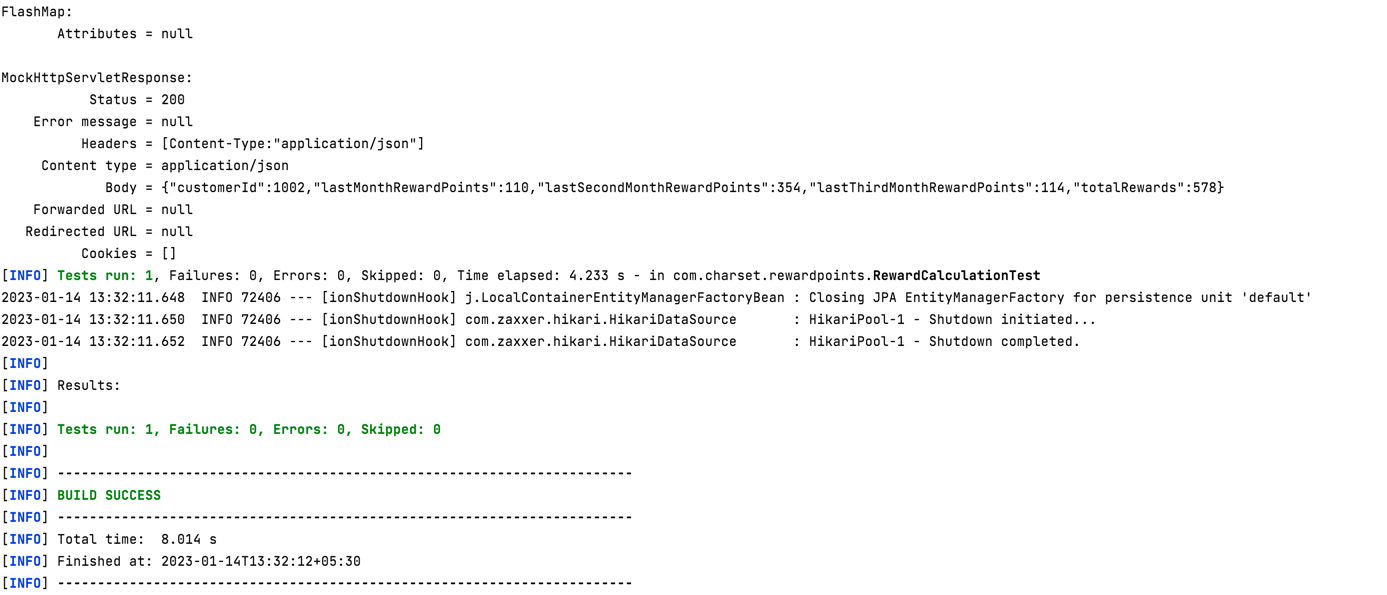 FlashMap:
       Attributes = null

MockHttpServletResponse:
           Status = 200
    Error message = null
          Headers = [Content-Type:"application/json"]
     Content type = application/json
             Body = {"customerId":1002,"lastMonthRewardPoints":110,"lastSecondMonthRewardPoints":354,"lastThirdMonthRewardPoints":114,"totalRewards":578}
    Forwarded URL = null
   Redirected URL = null
          Cookies = []
[INFO] Tests run: 1, Failures: 0, Errors: 0, Skipped: 0, Time elapsed: 4.233 s - in com.charset.rewardpoints.RewardCalculationTest
2023-01-14 13:32:11.648  INFO 72406 --- [ionShutdownHook] j.LocalContainerEntityManagerFactoryBean : Closing JPA EntityManagerFactory for persistence unit 'default'
2023-01-14 13:32:11.650  INFO 72406 --- [ionShutdownHook] com.zaxxer.hikari.HikariDataSource       : HikariPool-1 - Shutdown initiated...
2023-01-14 13:32:11.652  INFO 72406 --- [ionShutdownHook] com.zaxxer.hikari.HikariDataSource       : HikariPool-1 - Shutdown completed.
[INFO]
[INFO] Results:
[INFO]
[INFO] Tests run: 1, Failures: 0, Errors: 0, Skipped: 0
[INFO]
[INFO] ------------------------------------------------------------------------
[INFO] BUILD SUCCESS
[INFO] ------------------------------------------------------------------------
[INFO] Total time:  8.014 s
[INFO] Finished at: 2023-01-14T13:32:12+05:30
[INFO] ------------------------------------------------------------------------